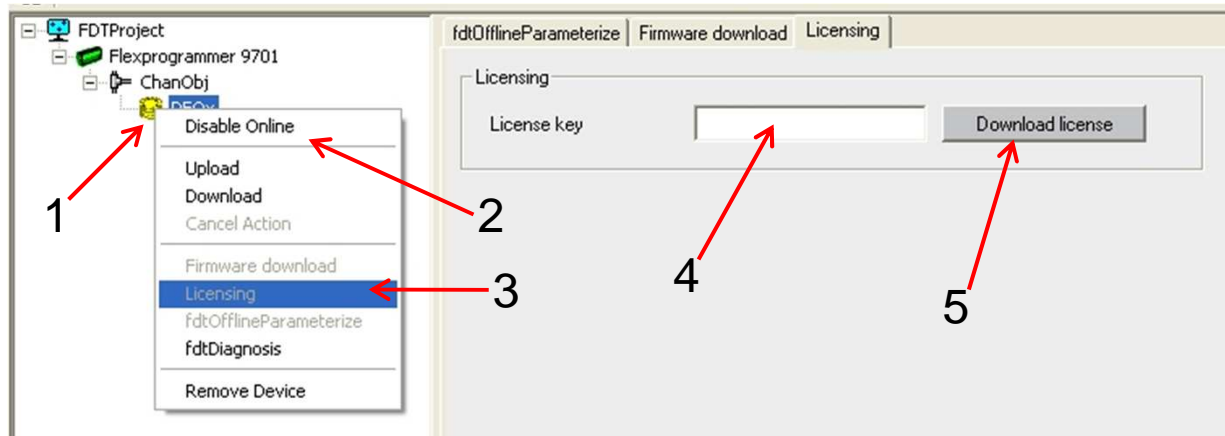 FDTProject
Flexprogrammer 9701
ChanObj
Disable Online
Upload
Download
Cancel Action
Firmware download
Licensing
fdtOfflineParameterize
fdtDiagnosis
Remove Device
1
2
3
fdtOfflineParameterize Firmware download Licensing
Licensing
License key Download license
4
5